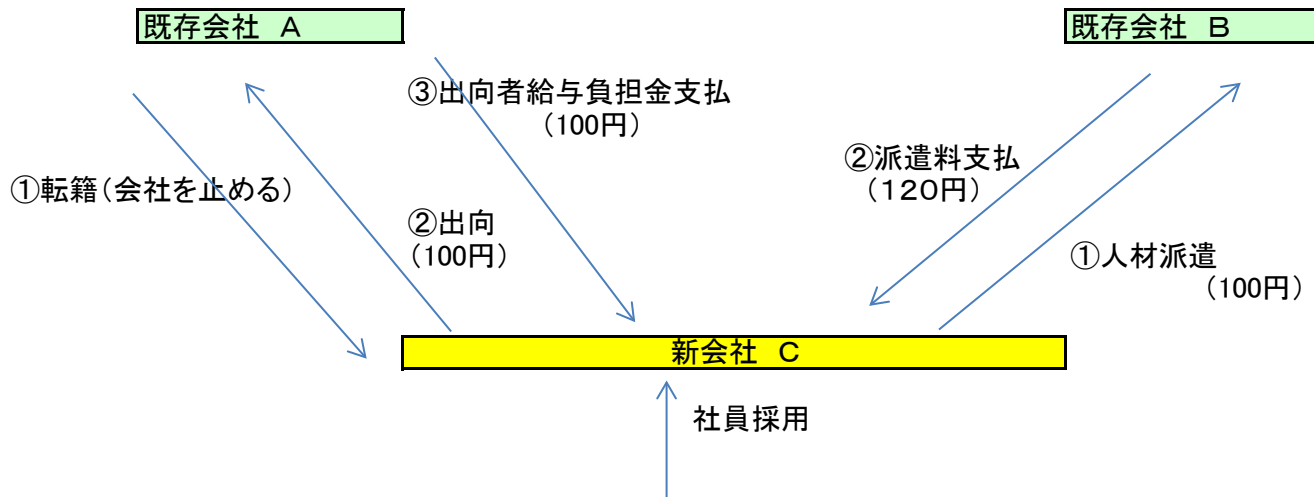 既存会社 A
既存会社 B
③出向者給与負担金支払
(100円)
②派遣料支払
(120円)
①転籍(会社を止める)
②出向
(100円)
①人材派遣
(100円)
新会社 C
社員採用